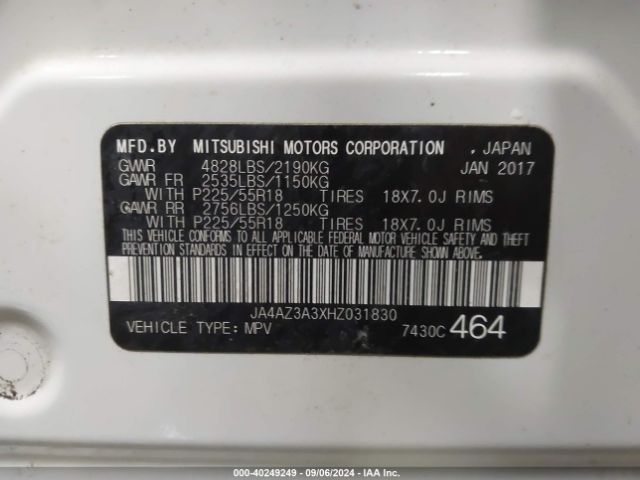 MFD.BY MITSUBISHI MOTORS CORPORATION , JAPAN
GVWR 4828LBS/2190KG JAN 2017
GAWR FR 2535LBS/1150KG
WITH P225/55R18 TIRES 18X7.0J RIMS
GAWR RR 2756LBS/1250KG
WITH P225/55R18 TIRES 18X7.0J RIMS
THIS VEHICLE CONFORMS TO ALL APPLICABLE FEDERAL MOTOR VEHICLE SAFETY AND THEFT
PREVENTION STANDARDS IN EFFECT ON THE DATE OF MANUFACTURE SHOWN ABOVE.
JA4AZ3A3XHZ031830
VEHICLE TYPE: MPV 7430C 464
000-40249249 - 09/06/2024 - IAA Inc.